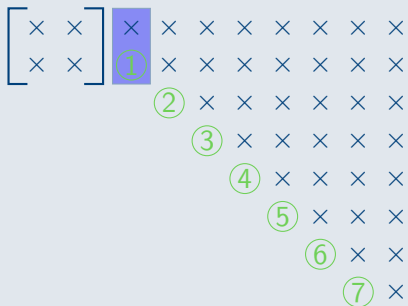 [× ×] × × × × × × × ×
[× ×] ① × × × × × × ×
② × × × × × ×
③ × × × × ×
④ × × × ×
⑤ × × ×
⑥ × ×
⑦ ×